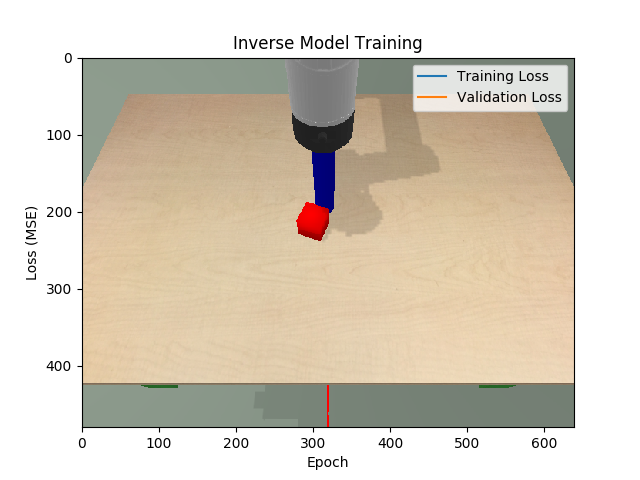 Inverse Model Training
Training Loss
Validation Loss
Loss (MSE)
0
100
200
300
400
0 100 200 300 400 500 600
Epoch